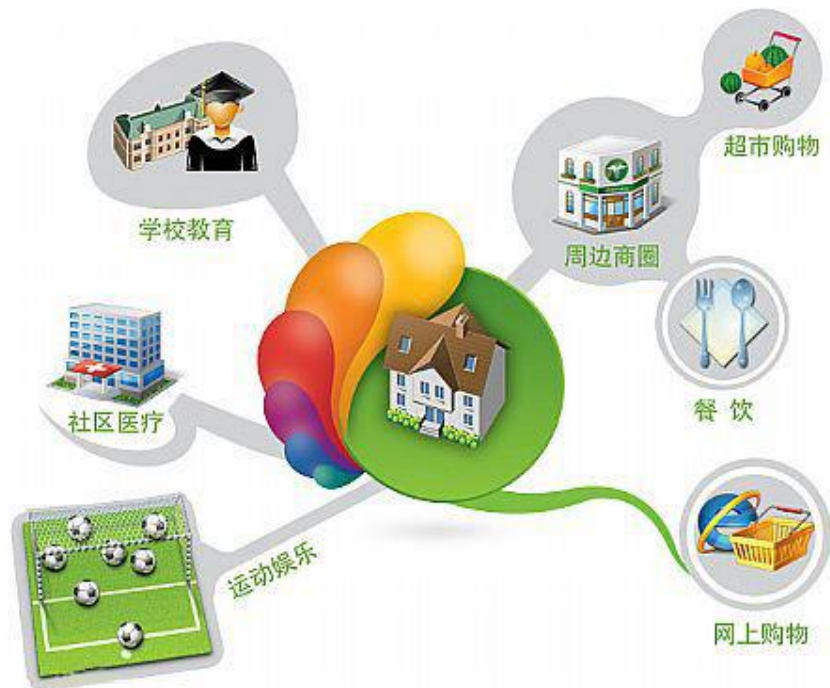 超市购物
学校教育
周边商圈
社区医疗
餐饮
运动娱乐
网上购物